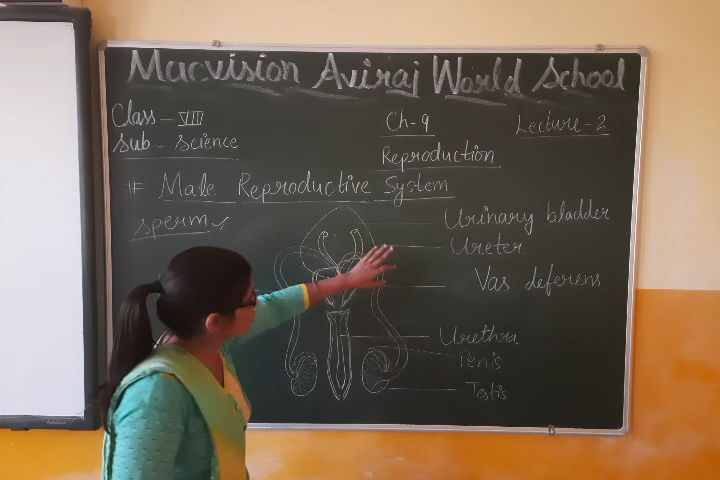 Macvision Aviraj World School
Class - VIII
Ch-9
Lecture-2
Sub - Science
Reproduction
# Male Reproductive System
sperm
Urinary bladder
Ureter
Vas deferens
Urethra
Penis
Testis